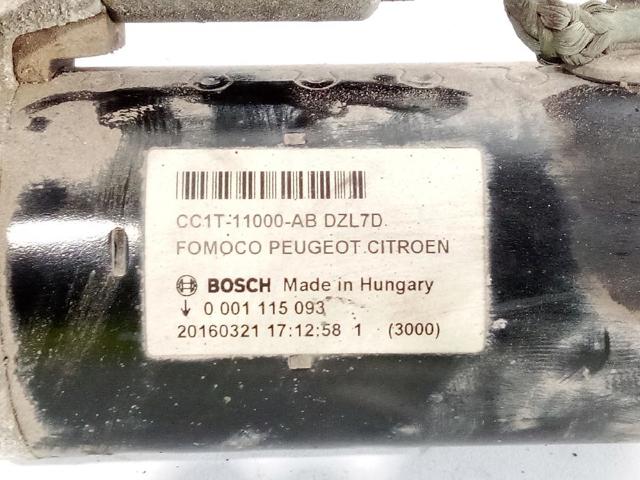 CC1T-11000-AB DZL7D
FOMOCO PEUGEOT CITROEN
BOSCH Made in Hungary
↓ 0 001 115 093
20160321 17:12:58 1 (3000)